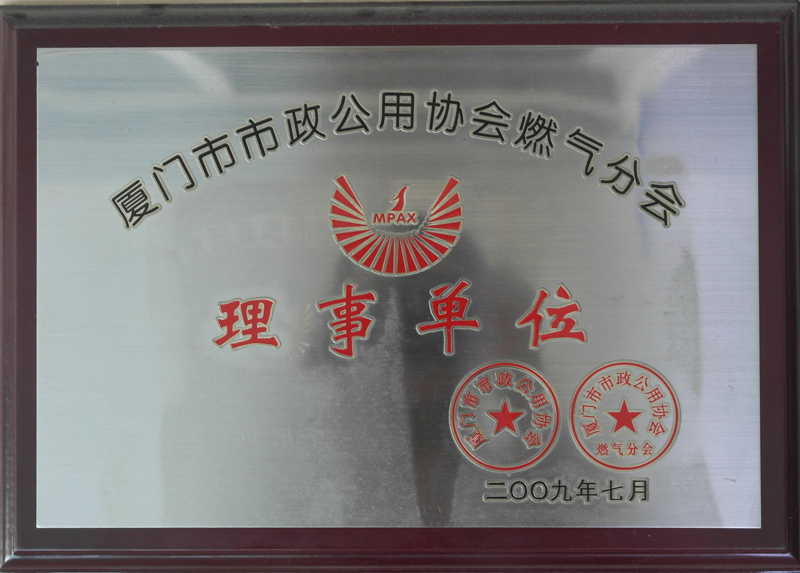 厦门市市政公用协会燃气分会
MPAX
理事单位
厦门市市政公用协会
厦门市市政公用协会
燃气分会
二〇〇九年七月